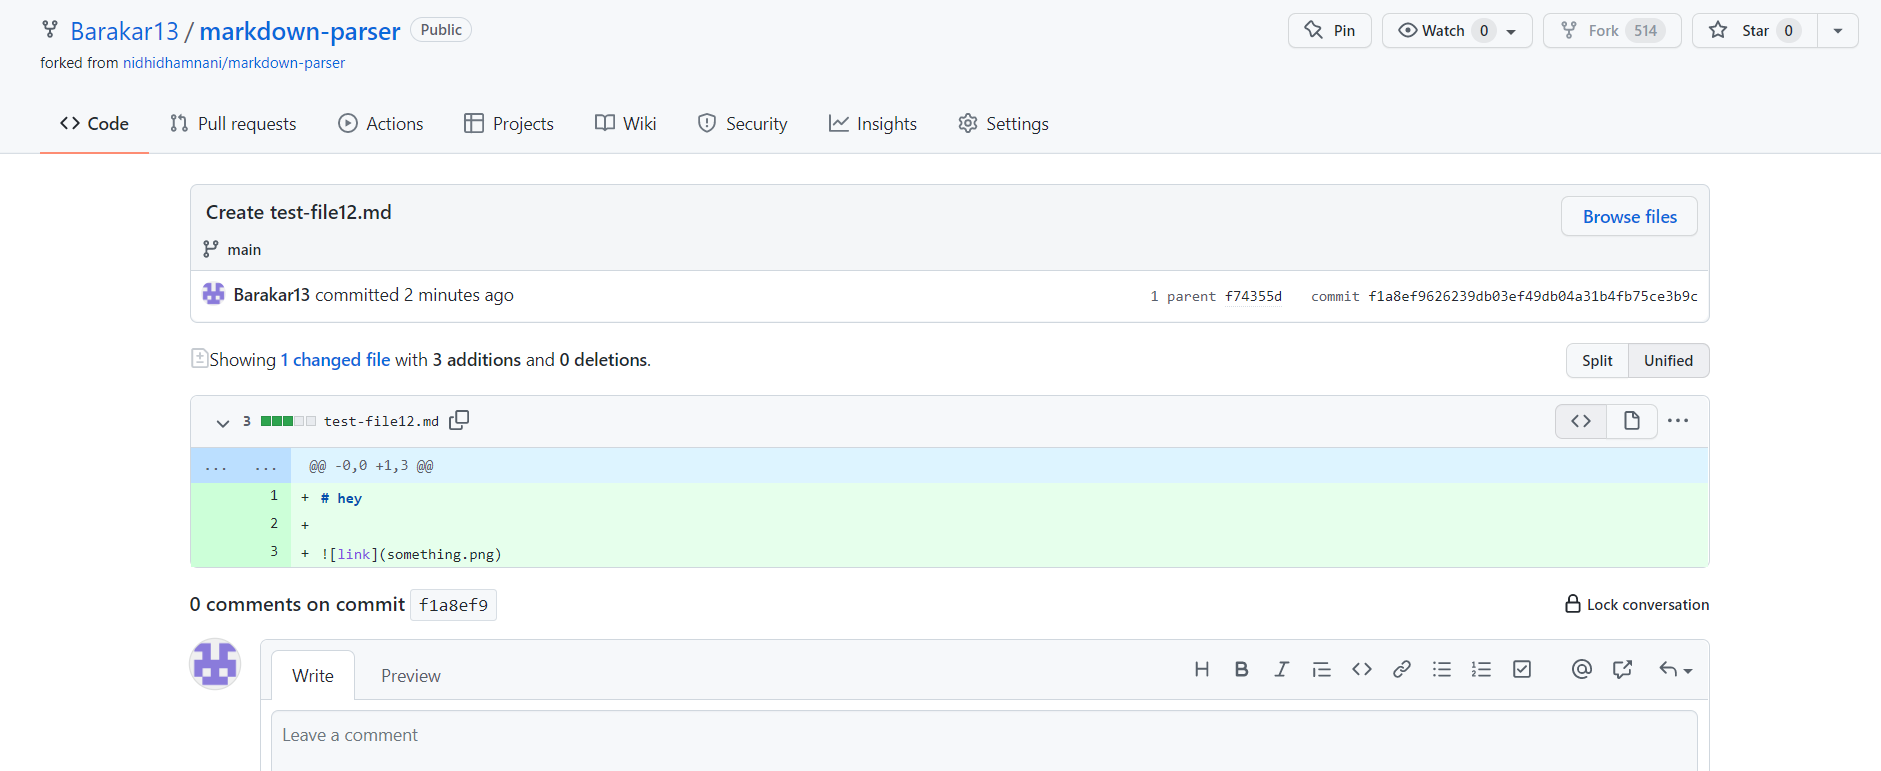 Barakar13 / markdown-parser Public
Pin Watch 0 Fork 514 Star 0
forked from nidhidhamnani/markdown-parser
Code Pull requests Actions Projects Wiki Security Insights Settings
Create test-file12.md
Browse files
main
Barakar13 committed 2 minutes ago 1 parent f74355d commit f1a8ef9626239db03ef49db04a31b4fb75ce3b9c
Showing 1 changed file with 3 additions and 0 deletions.
Split Unified
3 test-file12.md
... ... @@ -0,0 +1,3 @@
1 + # hey
2 +
3 + ![link](something.png)
0 comments on commit f1a8ef9
Lock conversation
Write Preview
Leave a comment